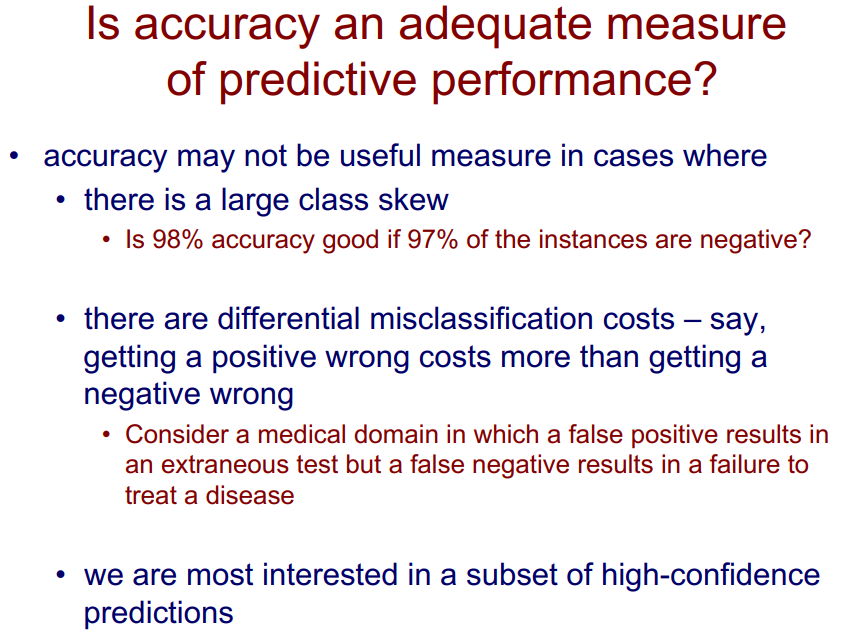 Is accuracy an adequate measure
of predictive performance?
• accuracy may not be useful measure in cases where
• there is a large class skew
• Is 98% accuracy good if 97% of the instances are negative?
• there are differential misclassification costs – say,
getting a positive wrong costs more than getting a
negative wrong
• Consider a medical domain in which a false positive results in
an extraneous test but a false negative results in a failure to
treat a disease
• we are most interested in a subset of high-confidence
predictions